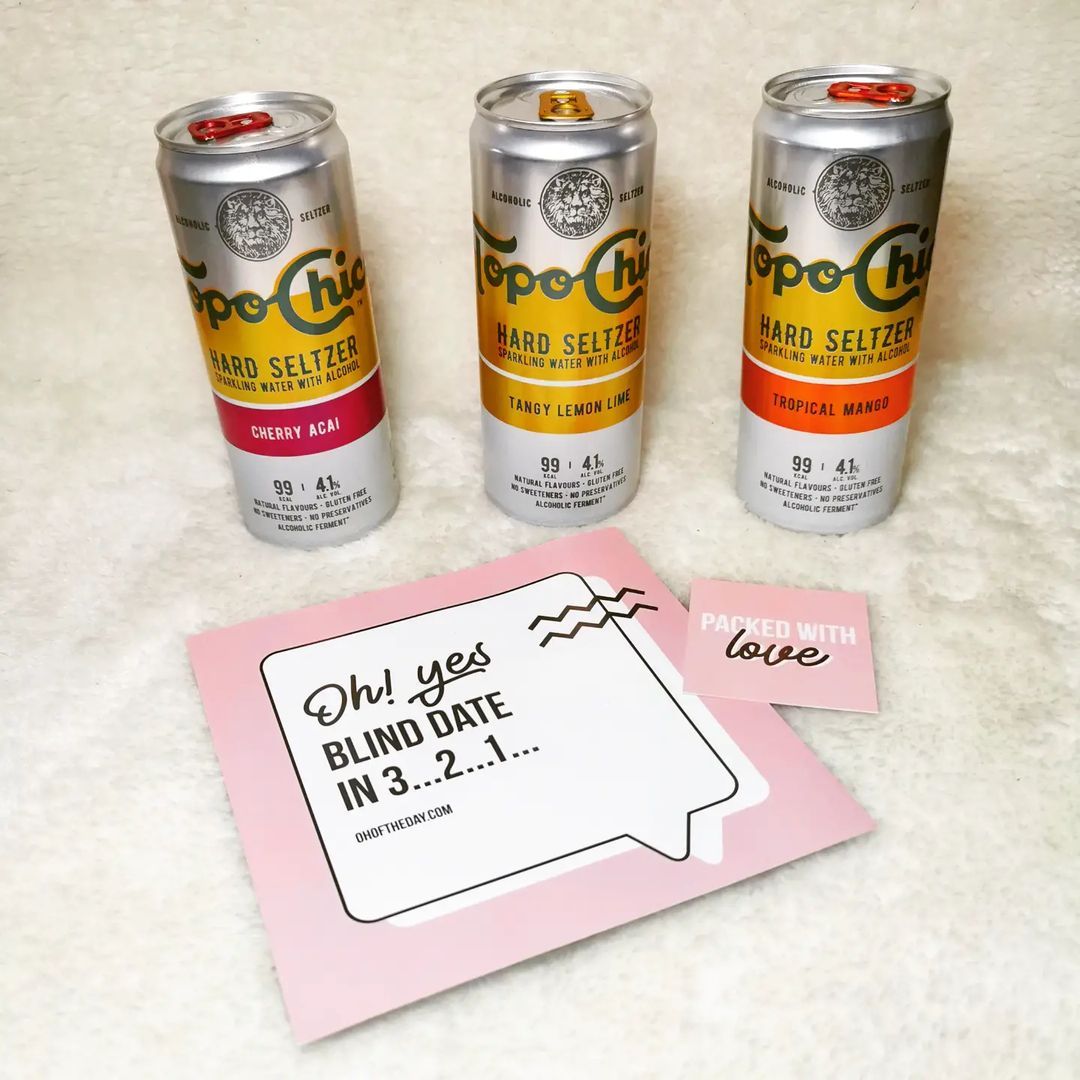 ALCOHOLIC SELTZER
Topo Chico
HARD SELTZER
SPARKLING WATER WITH ALCOHOL
CHERRY ACAI
99 4.1%
KCAL ALC. VOL.
NATURAL FLAVOURS · GLUTEN FREE
NO SWEETENERS · NO PRESERVATIVES
ALCOHOLIC FERMENT*
ALCOHOLIC SELTZER
Topo Chico
HARD SELTZER
SPARKLING WATER WITH ALCOHOL
TANGY LEMON LIME
99 4.1%
KCAL ALC. VOL.
NATURAL FLAVOURS · GLUTEN FREE
NO SWEETENERS · NO PRESERVATIVES
ALCOHOLIC FERMENT*
ALCOHOLIC SELTZER
Topo Chico
HARD SELTZER
SPARKLING WATER WITH ALCOHOL
TROPICAL MANGO
99 4.1%
KCAL ALC. VOL.
NATURAL FLAVOURS · GLUTEN FREE
NO SWEETENERS · NO PRESERVATIVES
ALCOHOLIC FERMENT*
Oh! yes
BLIND DATE
IN 3...2...1...
OHOFTHEDAY.COM
PACKED WITH
love